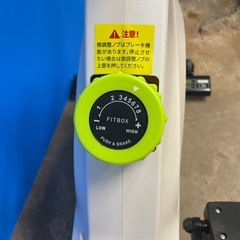 注意!
微調整ノブはブレーキ機
能があります。停止させ
たい場合は微調整ノブの
上部を押してください。
1 2 3 4 5 6 7 8
- +
LOW HIGH
FITBOX
PUSH & BRAKE